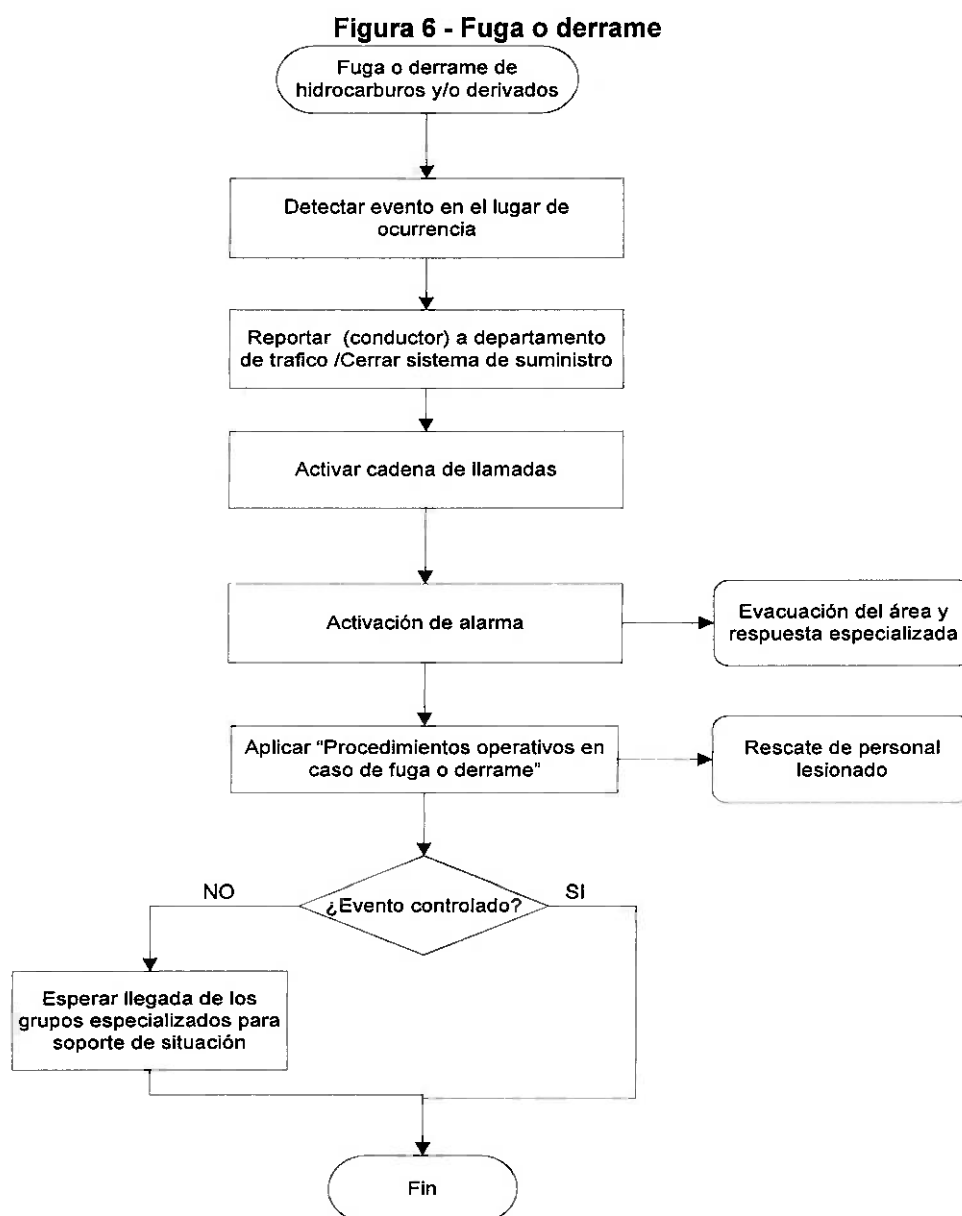 Figura 6 - Fuga o derrame
Fuga o derrame de
hidrocarburos y/o derivados
Detectar evento en el lugar de
ocurrencia
Reportar (conductor) a departamento
de trafico /Cerrar sistema de suministro
Activar cadena de llamadas
Activación de alarma
Evacuación del área y
respuesta especializada
Aplicar “Procedimientos operativos en
caso de fuga o derrame”
Rescate de personal
lesionado
NO
¿Evento controlado?
SI
Esperar llegada de los
grupos especializados para
soporte de situación
Fin